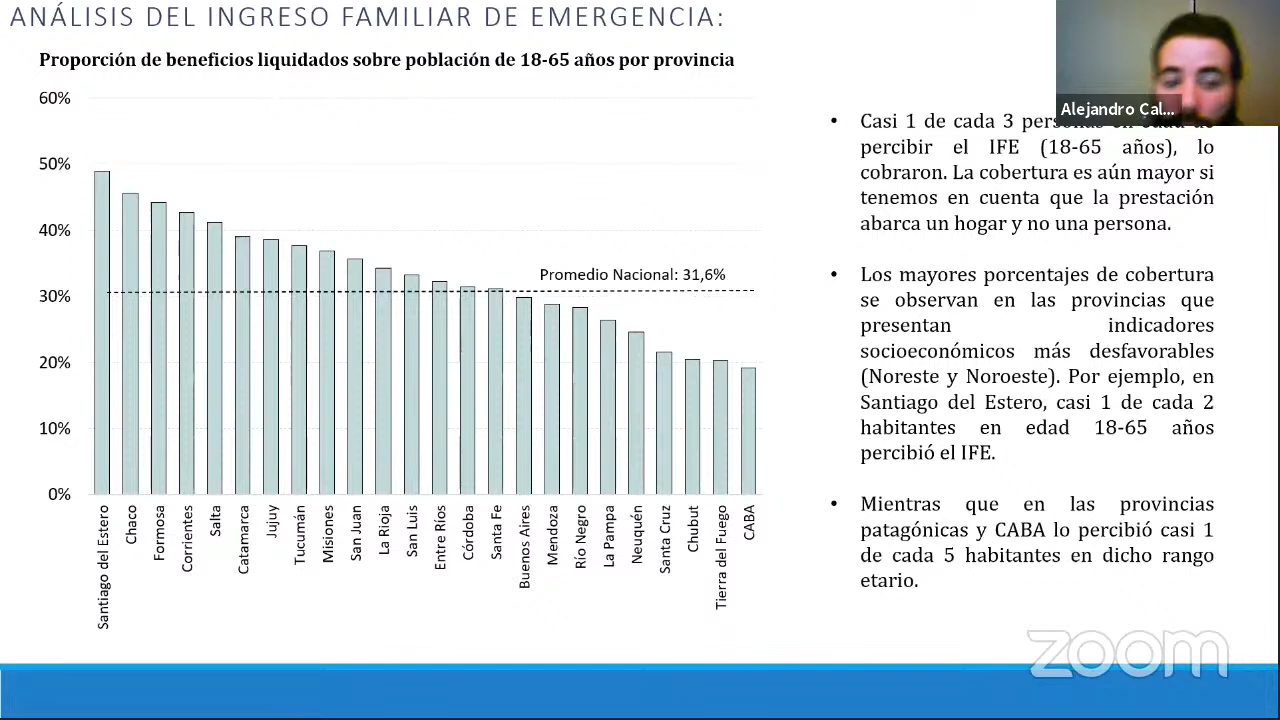 ANÁLISIS DEL INGRESO FAMILIAR DE EMERGENCIA:
Proporción de beneficios liquidados sobre población de 18-65 años por provincia
60%
50%
40%
30%
20%
10%
0%
Promedio Nacional: 31,6%
Santiago del Estero
Chaco
Formosa
Corrientes
Salta
Catamarca
Jujuy
Tucumán
Misiones
San Juan
La Rioja
San Luis
Entre Ríos
Córdoba
Santa Fe
Buenos Aires
Mendoza
Río Negro
La Pampa
Neuquén
Santa Cruz
Chubut
Tierra del Fuego
CABA
Alejandro Cal...
• Casi 1 de cada 3 personas en edad de
percibir el IFE (18-65 años), lo
cobraron. La cobertura es aún mayor si
tenemos en cuenta que la prestación
abarca un hogar y no una persona.
• Los mayores porcentajes de cobertura
se observan en las provincias que
presentan indicadores
socioeconómicos más desfavorables
(Noreste y Noroeste). Por ejemplo, en
Santiago del Estero, casi 1 de cada 2
habitantes en edad 18-65 años
percibió el IFE.
• Mientras que en las provincias
patagónicas y CABA lo percibió casi 1
de cada 5 habitantes en dicho rango
etario.
zoom